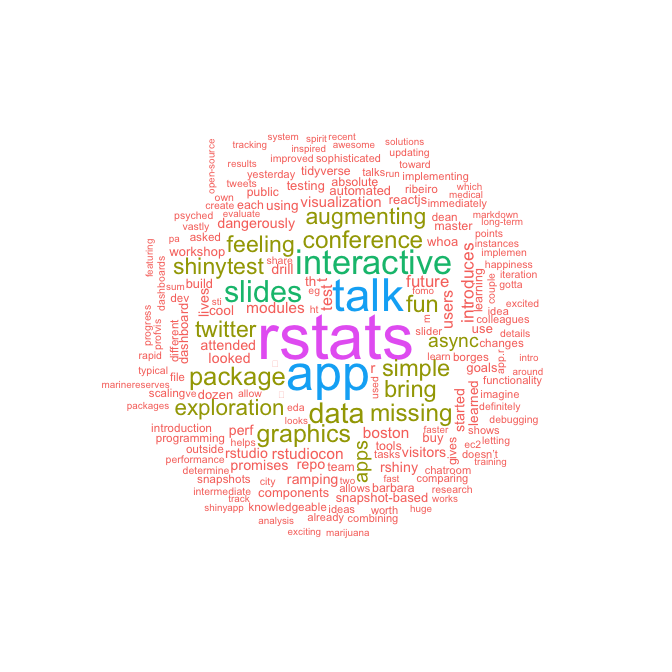 system
spirit
recent
tracking
inspired
awesome
solutions
open-source
improved
sophisticated
updating
results
yesterday
tidyverse
talks
run
toward
tweets
public
testing
absolute
automated
ribeiro
implementing
which
medical
own
create
each
using
visualization
reactjs
immediately
psyched
evaluate
vastly
dangerously
augmenting
dean
master
markdown
long-term
points
pa
asked
feeling
conference
whoa
instances
workshop
shinytest
share
drill
interactive
introduces
implemen
featuring
dashboards
sum
build
slides
th
eg
test
t
talk
future
fun
users
learning
couple
iteration
gotta
excited
dev
sti
cool
modules
ht
rstats
m
slider
use
idea
colleagues
details
changes
progress
profvis
different
dashboard
lives
twitter
attended
looked
async
learn
borges
app.r
intro
around
rapid
typical
marinereserves
packages
file
scaling
ve
package
dozen
allow
app
r
used
simple
bring
goals
functionality
imagine
definitely
debugging
exploration
eda
looks
data
missing
started
learned
introduction
programming
perf
helps
graphics
boston
faster
buy
shows
letting
ec2
doesn't
training
outside
performance
determine
rstudio
rstudiocon
apps
tools
tasks
visitors
gives
promises
repo
team
rshiny
chatroom
comparing
snapshots
city
ramping
two
fast
intermediate
track
components
allows
barbara
research
snapshot-based
works
shinyapp
knowledgeable
ideas
worth
huge
analysis
already
combining
exciting
marijuana
happiness
fomo